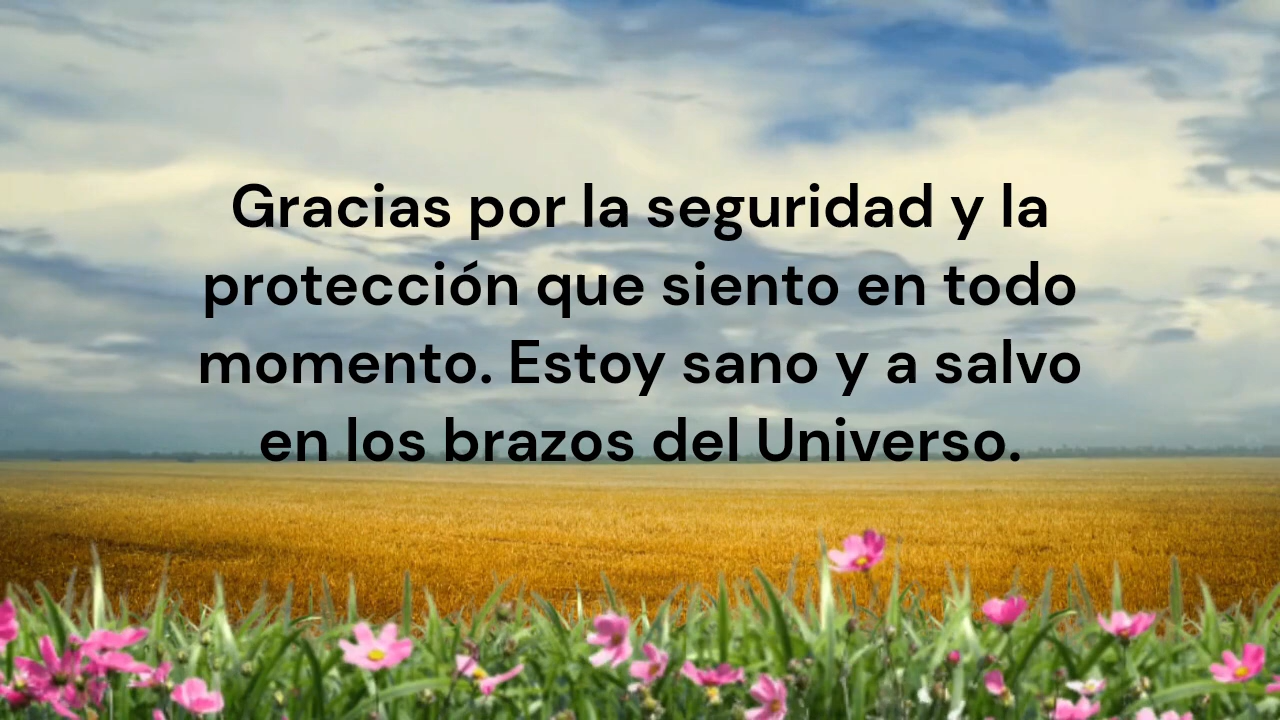 Gracias por la seguridad y la
protección que siento en todo
momento. Estoy sano y a salvo
en los brazos del Universo.